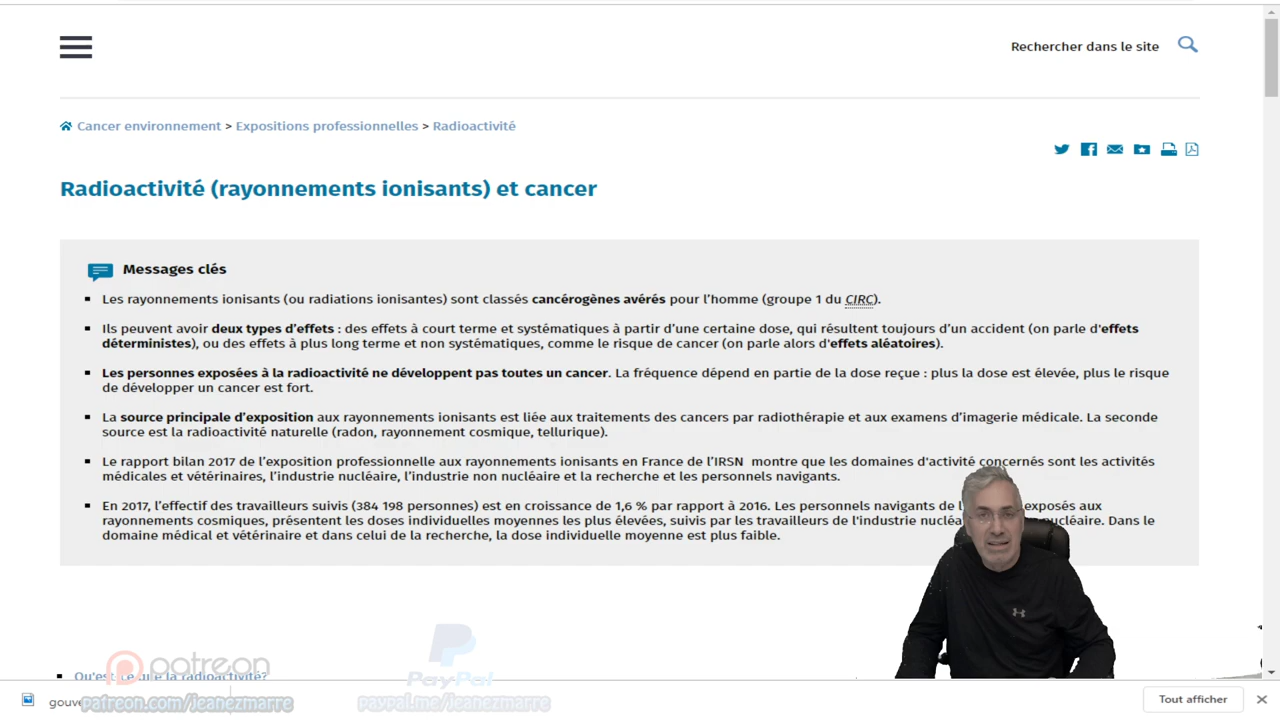 Rechercher dans le site
Cancer environnement > Expositions professionnelles > Radioactivité
Radioactivité (rayonnements ionisants) et cancer
Messages clés
Les rayonnements ionisants (ou radiations ionisantes) sont classés cancérogènes avérés pour l'homme (groupe 1 du CIRC).
Ils peuvent avoir deux types d'effets : des effets à court terme et systématiques à partir d'une certaine dose, qui résultent toujours d'un accident (on parle d'effets
déterministes), ou des effets à plus long terme et non systématiques, comme le risque de cancer (on parle alors d'effets aléatoires).
Les personnes exposées à la radioactivité ne développent pas toutes un cancer. La fréquence dépend en partie de la dose reçue : plus la dose est élevée, plus le risque
de développer un cancer est fort.
La source principale d'exposition aux rayonnements ionisants est liée aux traitements des cancers par radiothérapie et aux examens d'imagerie médicale. La seconde
source est la radioactivité naturelle (radon, rayonnement cosmique, tellurique).
Le rapport bilan 2017 de l'exposition professionnelle aux rayonnements ionisants en France de l'IRSN montre que les domaines d'activité concernés sont les activités
médicales et vétérinaires, l'industrie nucléaire, l'industrie non nucléaire et la recherche et les personnels navigants.
En 2017, l'effectif des travailleurs suivis (384 198 personnes) est en croissance de 1,6 % par rapport à 2016. Les personnels navigants de exposés aux
rayonnements cosmiques, présentent les doses individuelles moyennes les plus élevées, suivis par les travailleurs de l'industrie nucléaire. Dans le
domaine médical et vétérinaire et dans celui de la recherche, la dose individuelle moyenne est plus faible.
Qu'est-ce que la radioactivité?
patreon
PayPal
patreon.com/jeanezmarre
paypal.me/jeanezmarre
Tout afficher